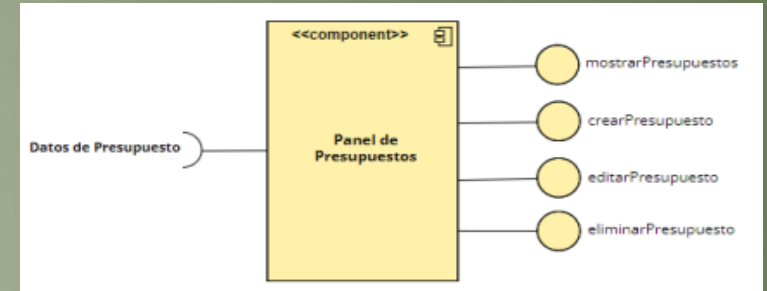 <<component>>
Datos de Presupuesto
Panel de
Presupuestos
mostrarPresupuestos
crearPresupuesto
editarPresupuesto
eliminarPresupuesto